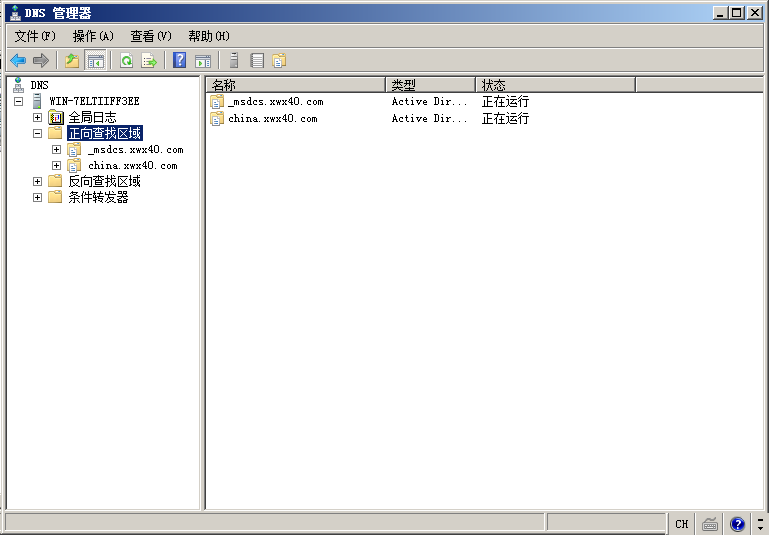 DNS 管理器
文件(F) 操作(A) 查看(V) 帮助(H)
DNS
WIN-7ELTIIFF3EE
全局日志
正向查找区域
_msdcs.xwx40.com
china.xwx40.com
反向查找区域
条件转发器
名称 类型 状态
_msdcs.xwx40.com Active Dir... 正在运行
china.xwx40.com Active Dir... 正在运行
CH